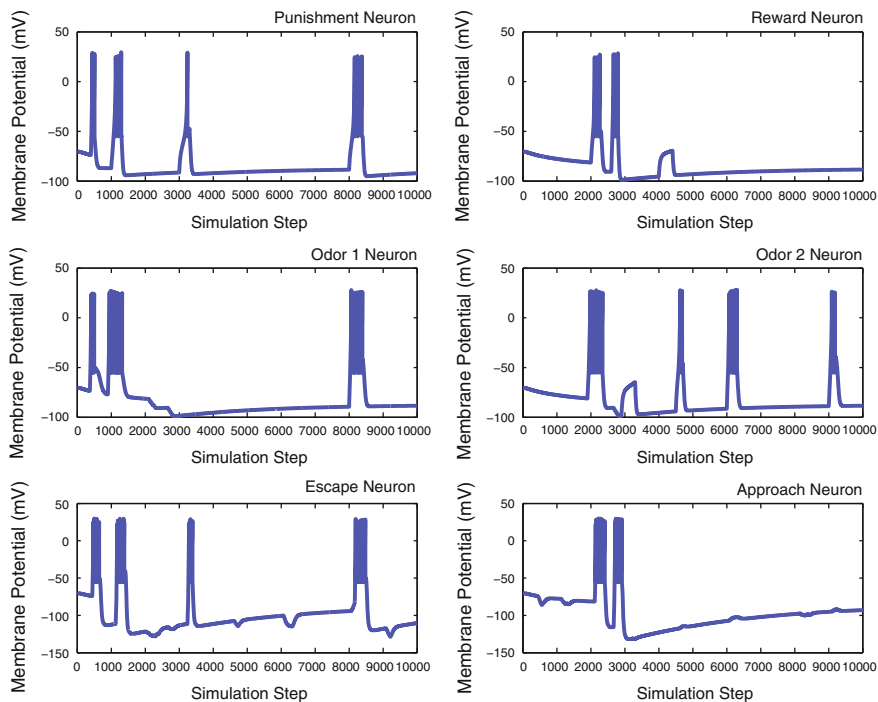 Punishment Neuron
Membrane Potential (mV)
50
0
−50
−100
0 1000 2000 3000 4000 5000 6000 7000 8000 9000 10000
Simulation Step
Reward Neuron
Membrane Potential (mV)
50
0
−50
−100
0 1000 2000 3000 4000 5000 6000 7000 8000 9000 10000
Simulation Step
Odor 1 Neuron
Membrane Potential (mV)
50
0
−50
−100
0 1000 2000 3000 4000 5000 6000 7000 8000 9000 10000
Simulation Step
Odor 2 Neuron
Membrane Potential (mV)
50
0
−50
−100
0 1000 2000 3000 4000 5000 6000 7000 8000 9000 10000
Simulation Step
Escape Neuron
Membrane Potential (mV)
50
0
−50
−100
−150
0 1000 2000 3000 4000 5000 6000 7000 8000 9000 10000
Simulation Step
Approach Neuron
Membrane Potential (mV)
50
0
−50
−100
−150
0 1000 2000 3000 4000 5000 6000 7000 8000 9000 10000
Simulation Step